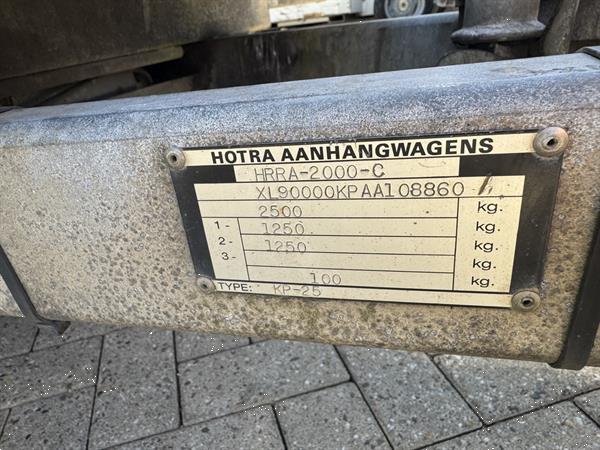 HOTRA AANHANGWAGENS
HRRA-2000-C
XL90000KPAA108860
2500 kg.
1- 1250 kg.
2- 1250 kg.
3- kg.
100 kg.
TYPE: KP-25